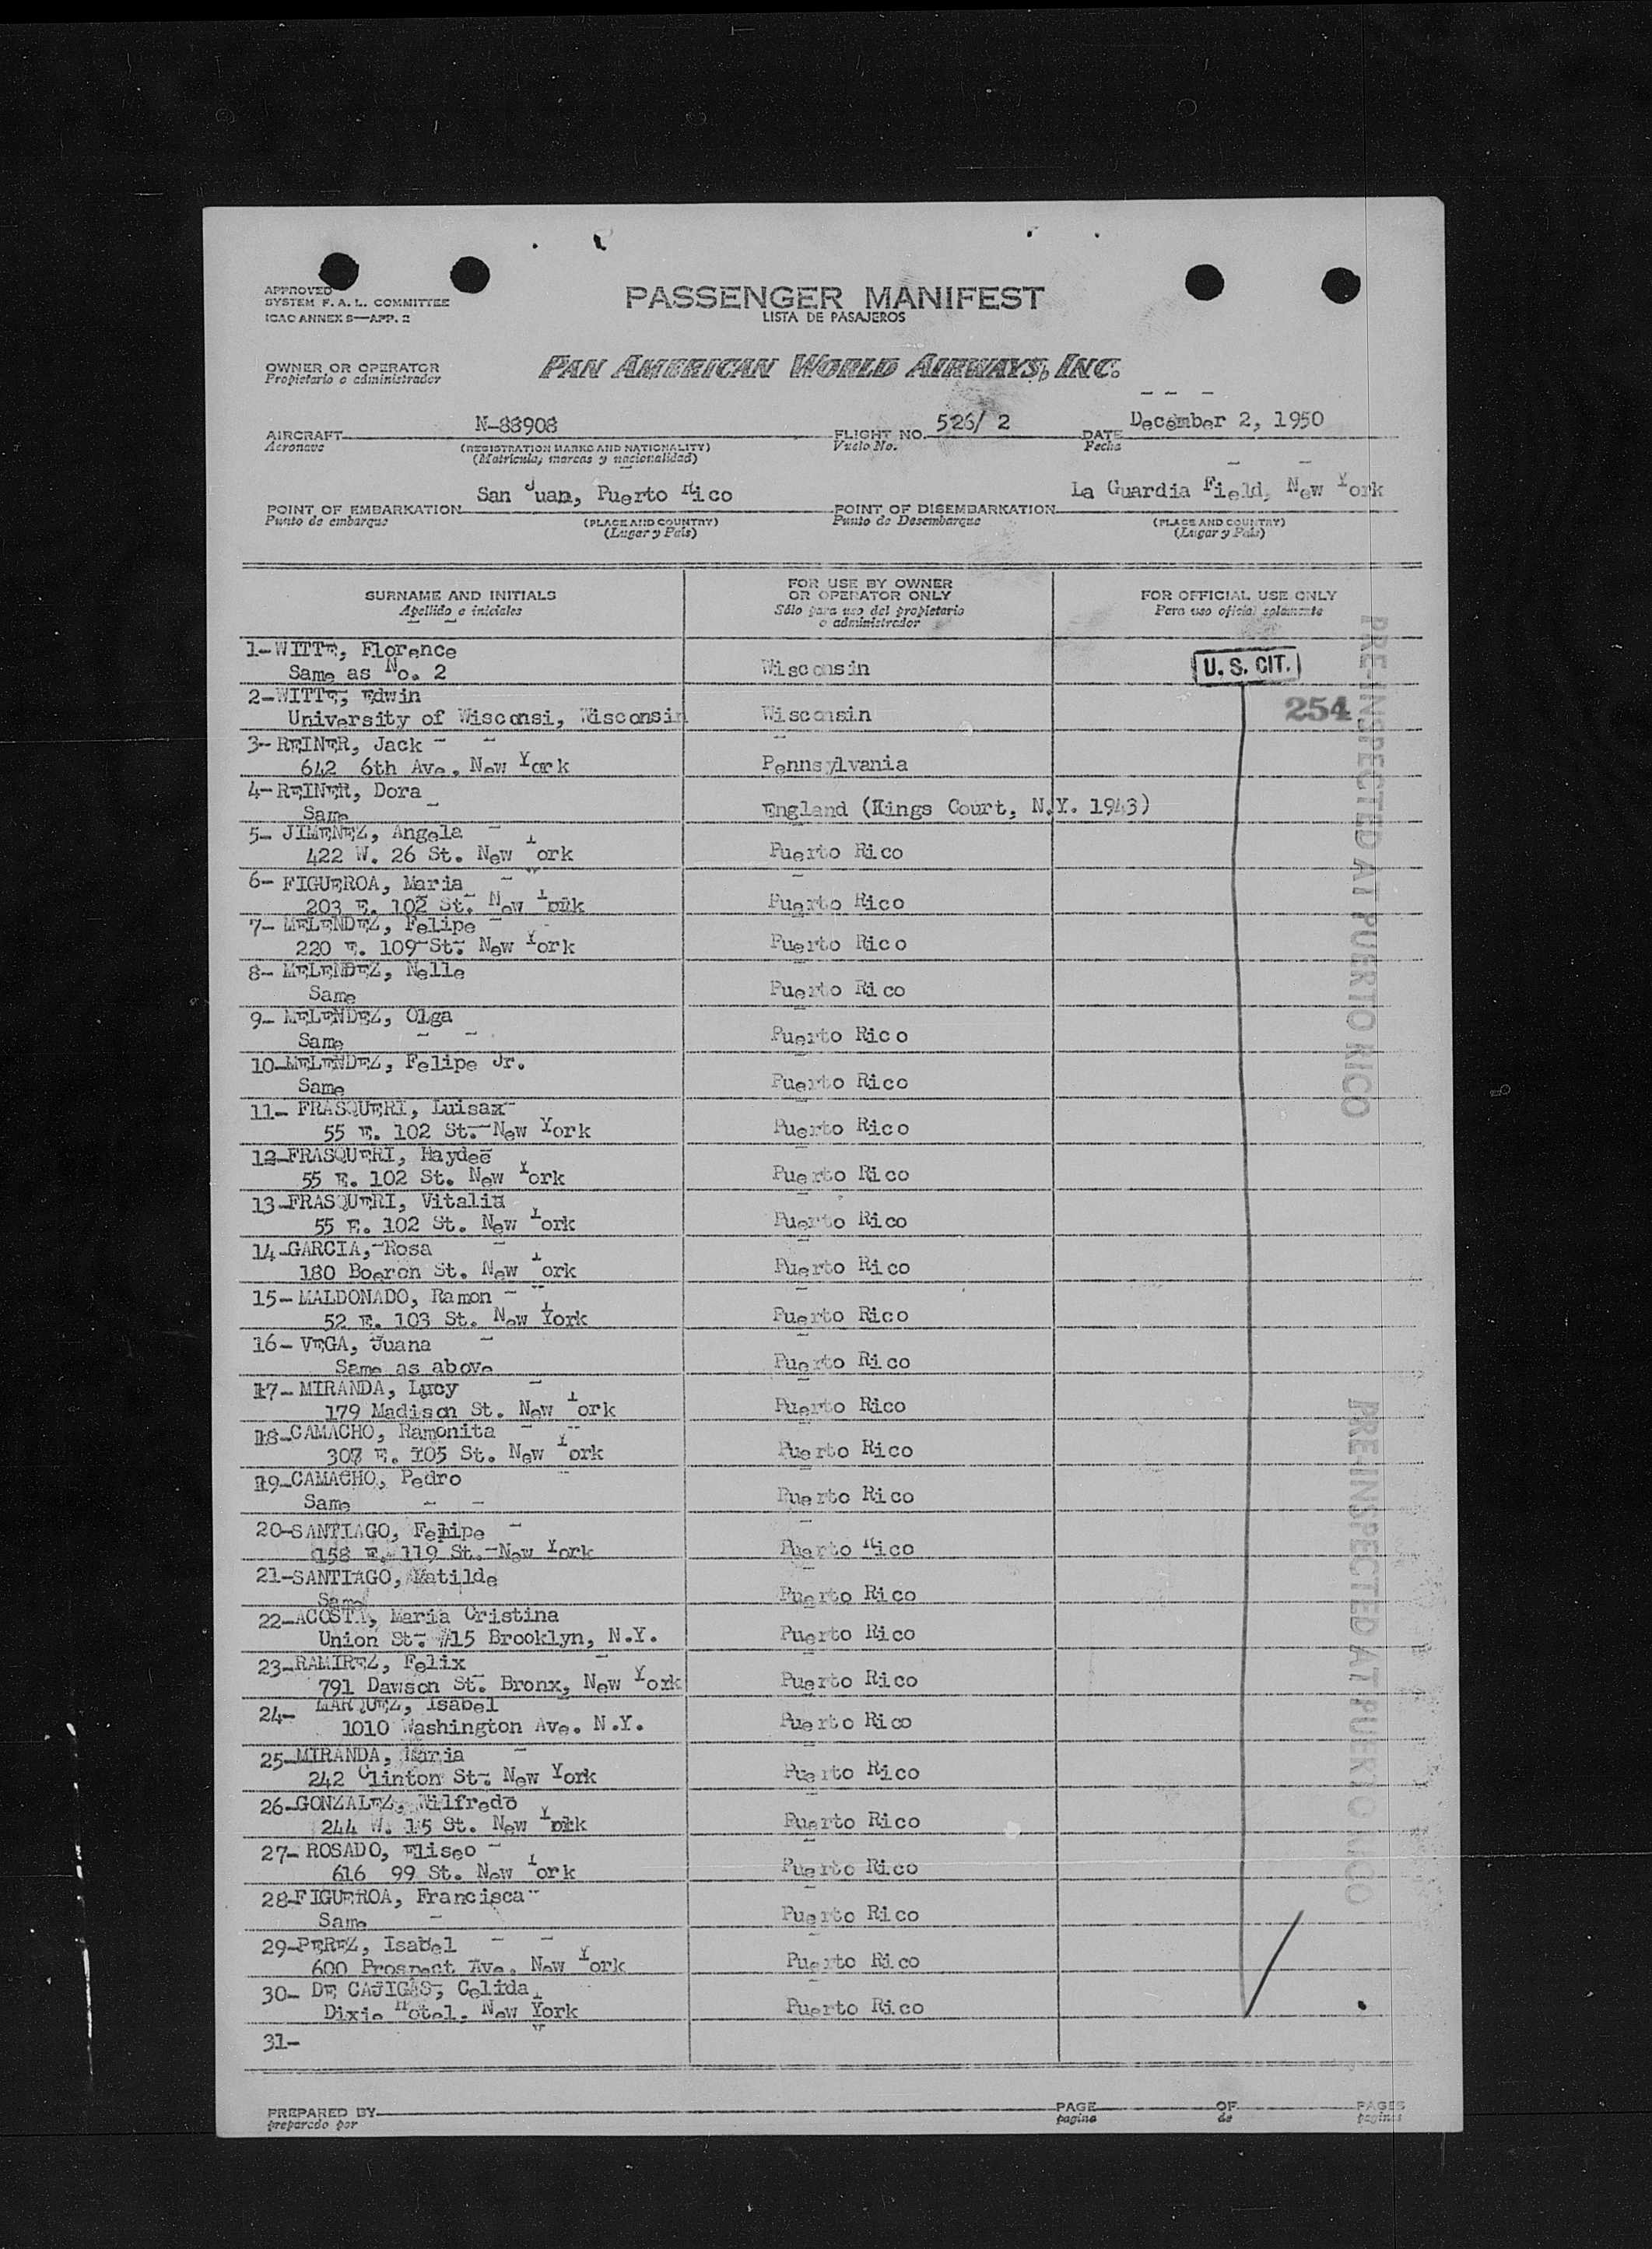 APPROVED
SYSTEM F. A. L. COMMITTEE
ICAO ANNEX 9—APP. 2
PASSENGER MANIFEST
LISTA DE PASAJEROS
OWNER OR OPERATOR
Propietario o administrador
PAN AMERICAN WORLD AIRWAYS, INC.
AIRCRAFT N-88908 FLIGHT NO. 526/ 2 DATE December 2, 1950
Aeronave (REGISTRATION MARKS AND NATIONALITY) Vuelo No. Fecha
(Matricula, marcas y nacionalidad)
POINT OF EMBARKATION San Juan, Puerto Rico POINT OF DISEMBARKATION La Guardia Field, New York
Punto de embarque (PLACE AND COUNTRY) Punto de Desembarque (PLACE AND COUNTRY)
(Lugar y País) (Lugar y País)
SURNAME AND INITIALS
Apellido e iniciales
FOR USE BY OWNER
OR OPERATOR ONLY
Sólo para uso del propietario
o administrador
FOR OFFICIAL USE ONLY
Para uso oficial solamente
1-WITTE, Florence
Same as No. 2 Wisconsin U. S. CIT.
2-WITTE, Edwin
University of Wisconsi, Wisconsin Wisconsin 254
3- REINER, Jack
642 6th Ave. New York Pennsylvania
4-REINER, Dora
Same England (Kings Court, N.Y. 1943)
5- JIMENEZ, Angela
422 W. 26 St. New York Puerto Rico
6- FIGUEROA, Maria
203 E. 102 St. New York Puerto Rico
7- MELENDEZ, Felipe
220 E. 109 St. New York Puerto Rico
8- MELENDEZ, Nelle
Same Puerto Rico
9- MELENDEZ, Olga
Same Puerto Rico
10-MELENDEZ, Felipe Jr.
Same Puerto Rico
11- FRASQUERI, Luisa
55 E. 102 St. New York Puerto Rico
12-FRASQUERI, Haydee
55 E. 102 St. New York Puerto Rico
13-FRASQUERI, Vitalia
55 E. 102 St. New York Puerto Rico
14-GARCIA, Rosa
180 Boeron St. New York Puerto Rico
15- MALDONADO, Ramon
52 E. 103 St. New York Puerto Rico
16- VEGA, Juana
Same as above Puerto Rico
17- MIRANDA, Lucy
179 Madison St. New York Puerto Rico
18-CAMACHO, Ramonita
307 E. 105 St. New York Puerto Rico
19-CAMACHO, Pedro
Same Puerto Rico
20-SANTIAGO, Felipe
158 E. 119 St. New York Puerto Rico
21-SANTIAGO, Matilde
Same Puerto Rico
22-ACOSTA, Maria Cristina
Union St. #15 Brooklyn, N.Y. Puerto Rico
23-RAMIREZ, Felix
791 Dawson St. Bronx, New York Puerto Rico
24- MARQUEZ, Isabel
1010 Washington Ave. N.Y. Puerto Rico
25-MIRANDA, Maria
242 Clinton St. New York Puerto Rico
26-GONZALEZ, Wilfredo
244 W. 15 St. New York Puerto Rico
27- ROSADO, Eliseo
616 99 St. New York Puerto Rico
28-FIGUEROA, Francisca
Same Puerto Rico
29-PEREZ, Isabel
600 Prospect Ave. New York Puerto Rico
30- DE CAJIGAS, Celida
Dixie Hotel. New York Puerto Rico
31-
PRE-INSPECTED AT PUERTO RICO
PRE-INSPECTED AT PUERTO RICO
PREPARED BY PAGE OF PAGES
preparado por pagina de paginas